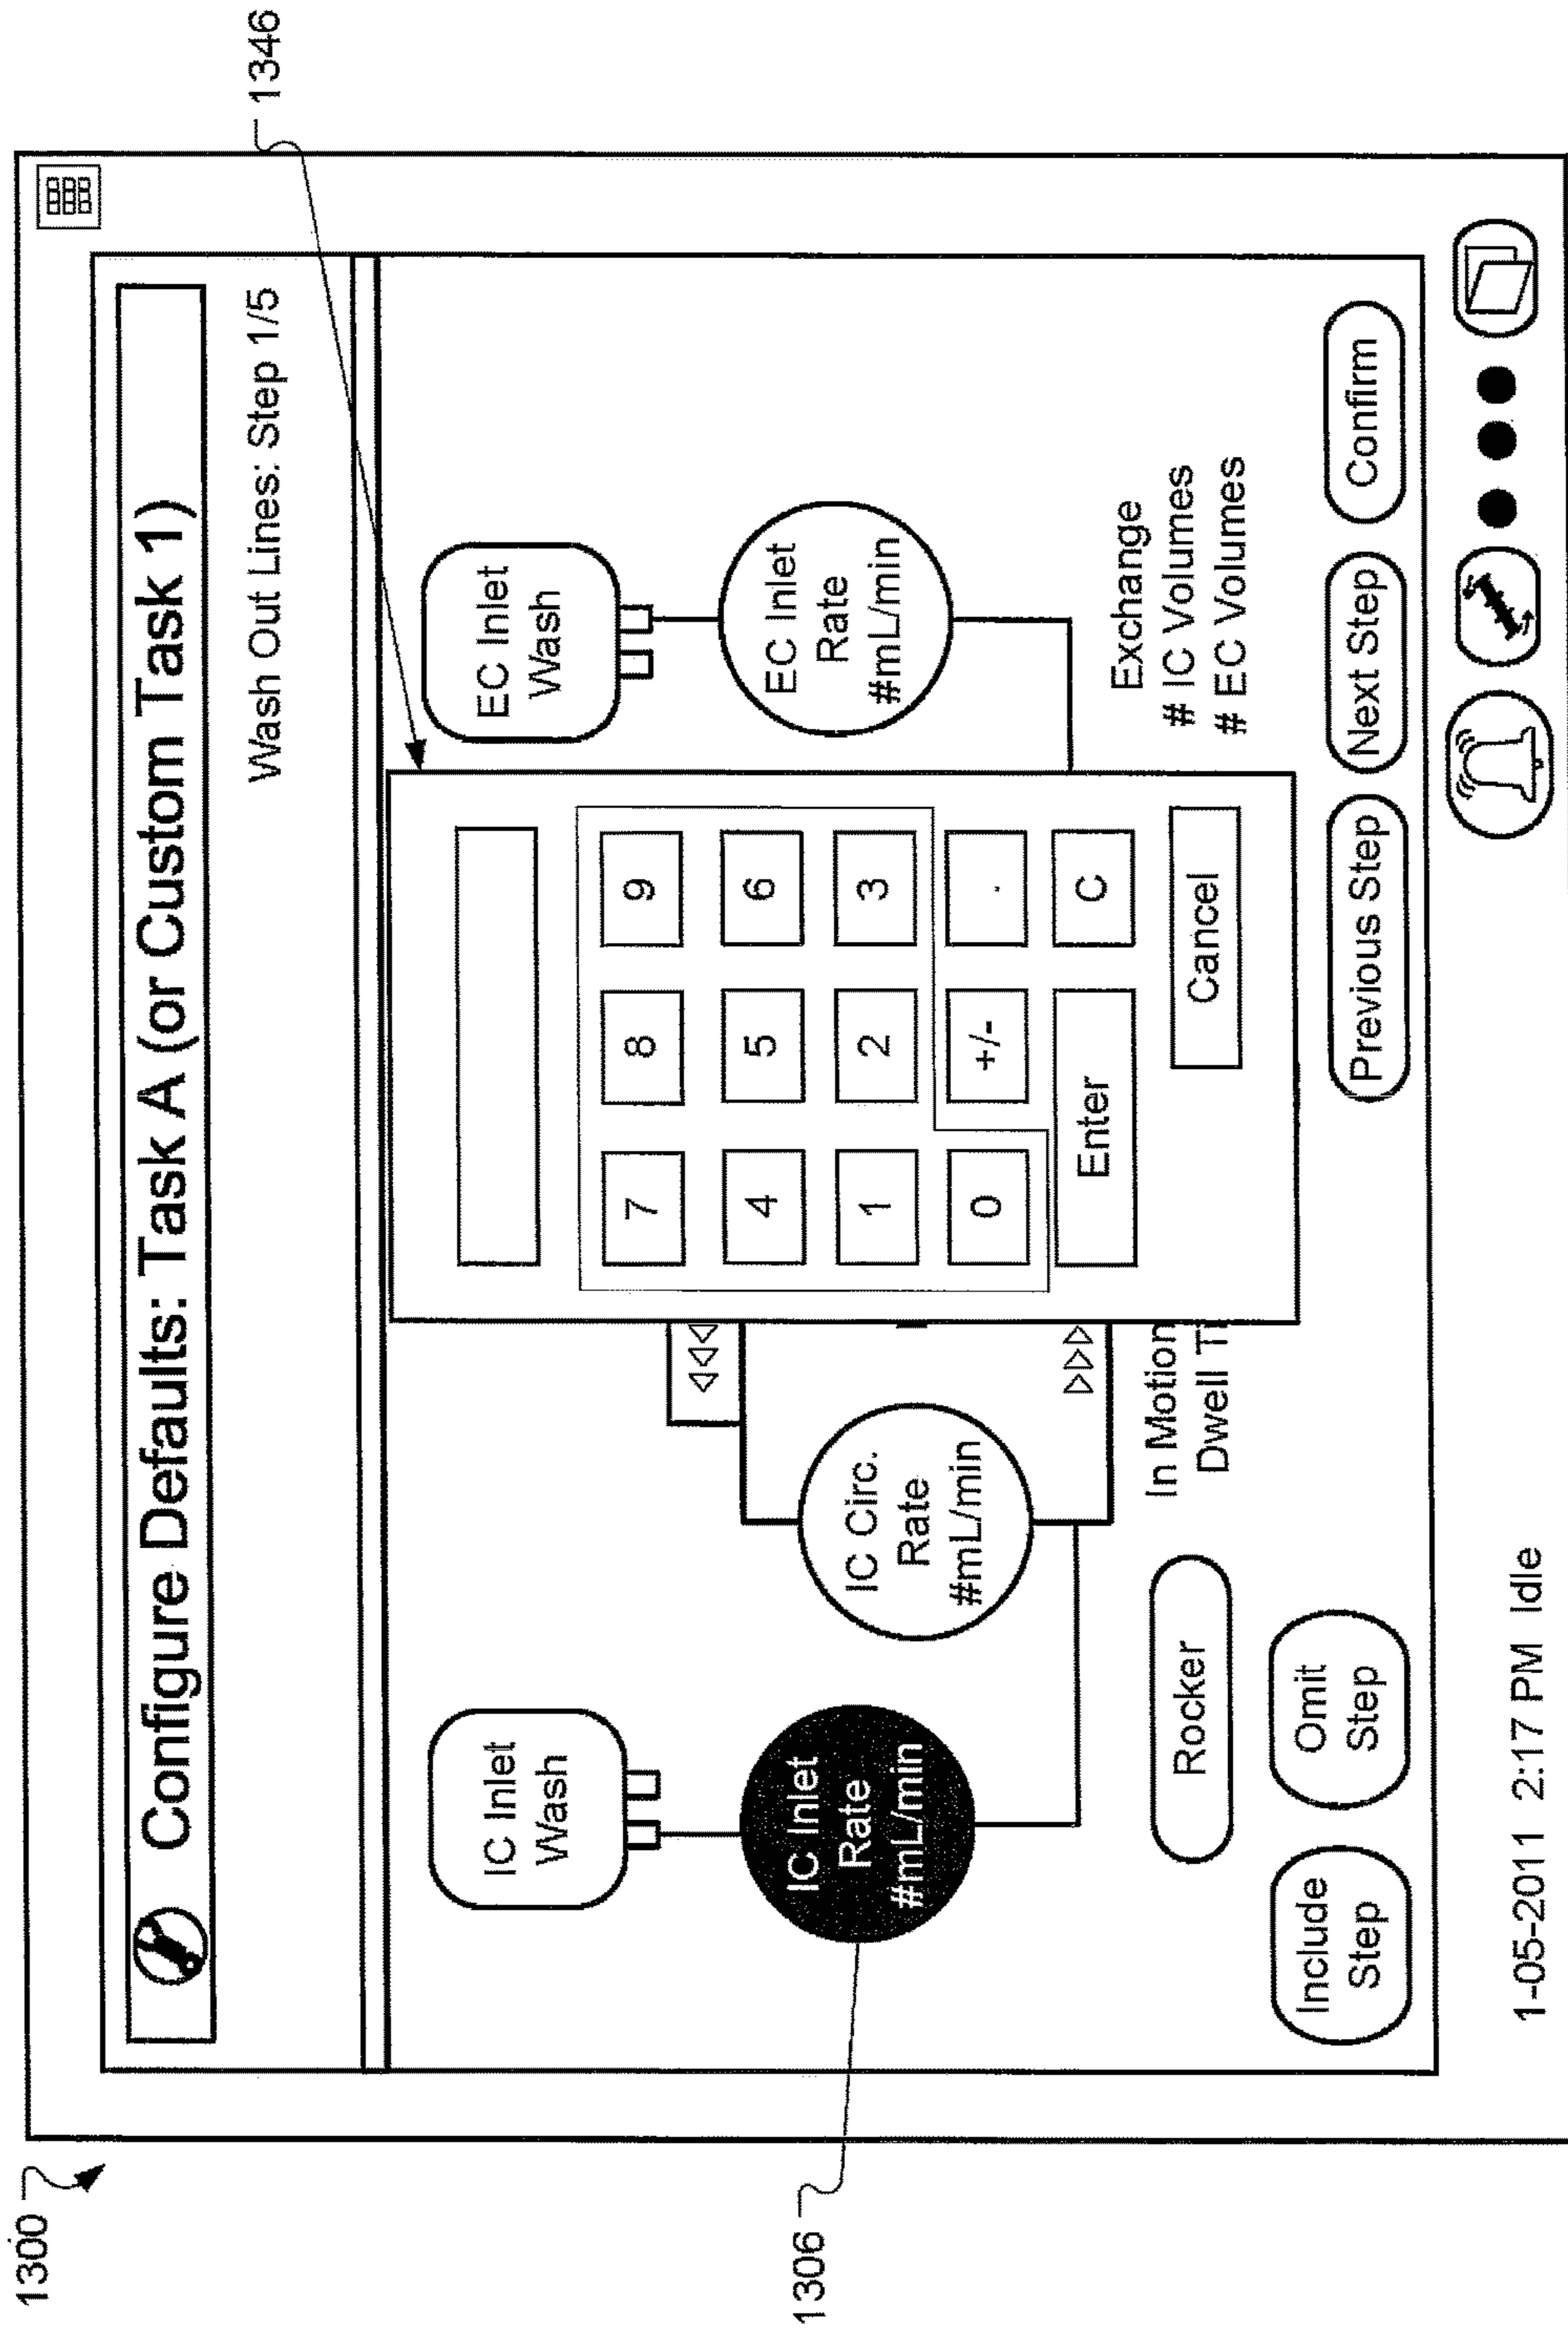 1300
1346
Configure Defaults: Task A (or Custom Task 1)
Wash Out Lines: Step 1/5
IC Inlet
Wash
EC Inlet
Wash
1306
IC Inlet
Rate
#mL/min
IC Circ.
Rate
#mL/min
7 8 9
4 5 6
1 2 3
0 +/- .
Enter C
Cancel
EC Inlet
Rate
#mL/min
Rocker
In Motion
Dwell
Exchange
# IC Volumes
# EC Volumes
Include
Step
Omit
Step
Previous Step
Next Step
Confirm
1-05-2011 2:17 PM Idle